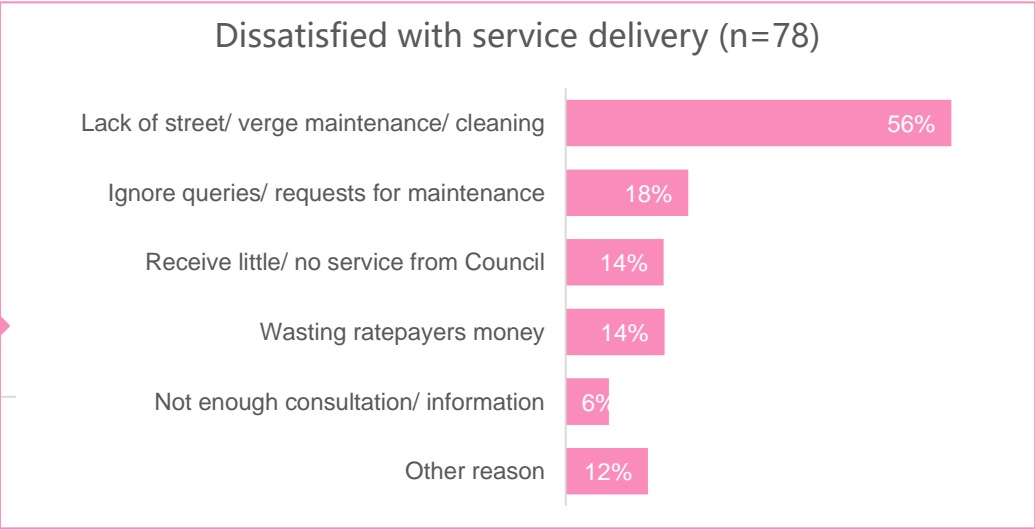 Dissatisfied with service delivery (n=78)
Lack of street/ verge maintenance/ cleaning 56%
Ignore queries/ requests for maintenance 18%
Receive little/ no service from Council 14%
Wasting ratepayers money 14%
Not enough consultation/ information 6%
Other reason 12%